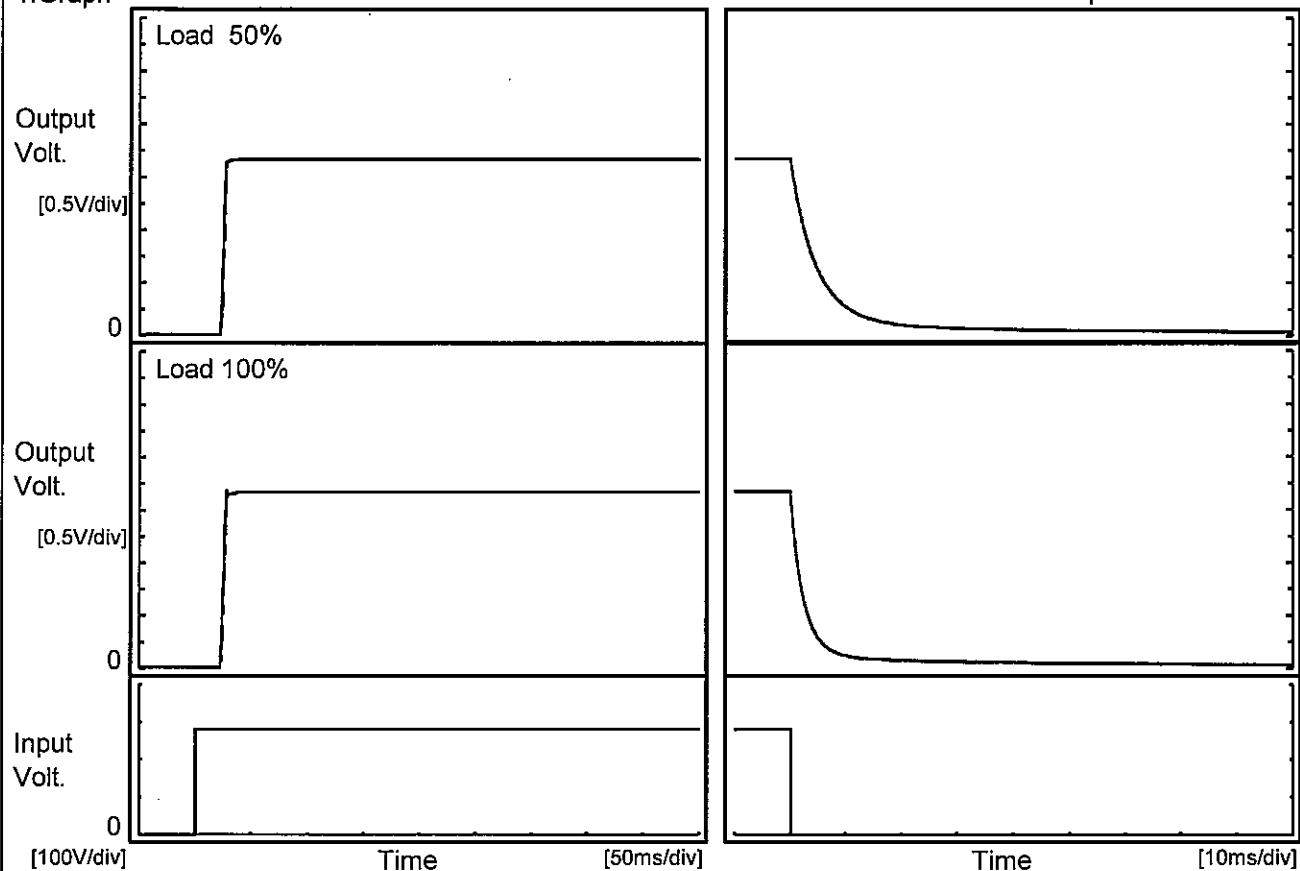 Load 50%
Output
Volt.
[0.5V/div]
0
Load 100%
Output
Volt.
[0.5V/div]
0
Input
Volt.
0
[100V/div]
Time
[50ms/div]
Time
[10ms/div]